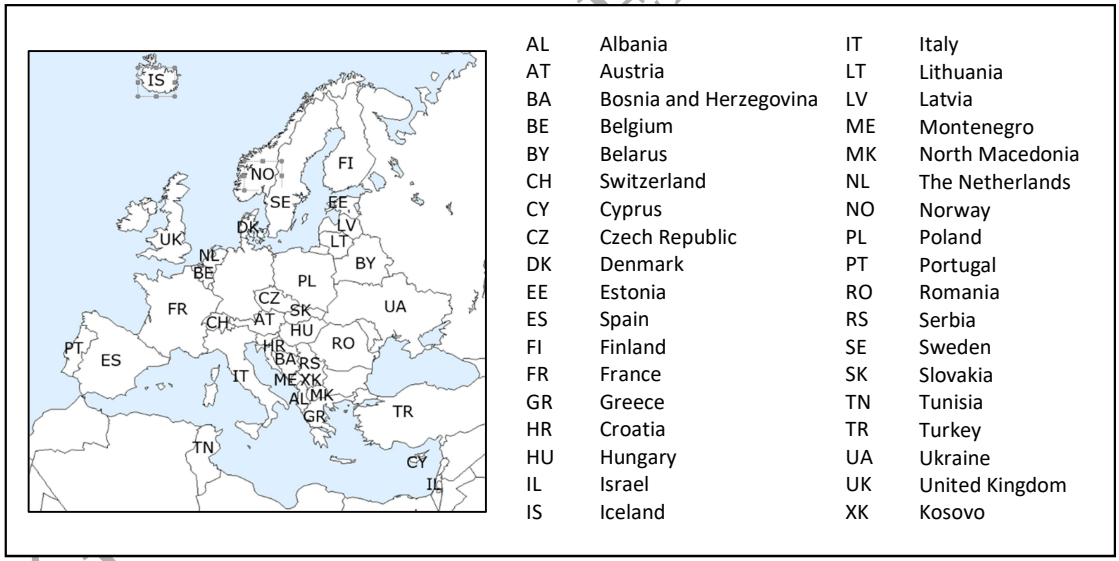 IS
FI
NO
SE
EE
DK
LV
LT
UK
NL
BE
BY
PL
CZ
SK
UA
FR
CH
AT
HU
RO
HR
BA
RS
PT
ES
IT
ME
XK
AL
MK
GR
TR
TN
CY
IL
AL Albania
AT Austria
BA Bosnia and Herzegovina
BE Belgium
BY Belarus
CH Switzerland
CY Cyprus
CZ Czech Republic
DK Denmark
EE Estonia
ES Spain
FI Finland
FR France
GR Greece
HR Croatia
HU Hungary
IL Israel
IS Iceland
IT Italy
LT Lithuania
LV Latvia
ME Montenegro
MK North Macedonia
NL The Netherlands
NO Norway
PL Poland
PT Portugal
RO Romania
RS Serbia
SE Sweden
SK Slovakia
TN Tunisia
TR Turkey
UA Ukraine
UK United Kingdom
XK Kosovo